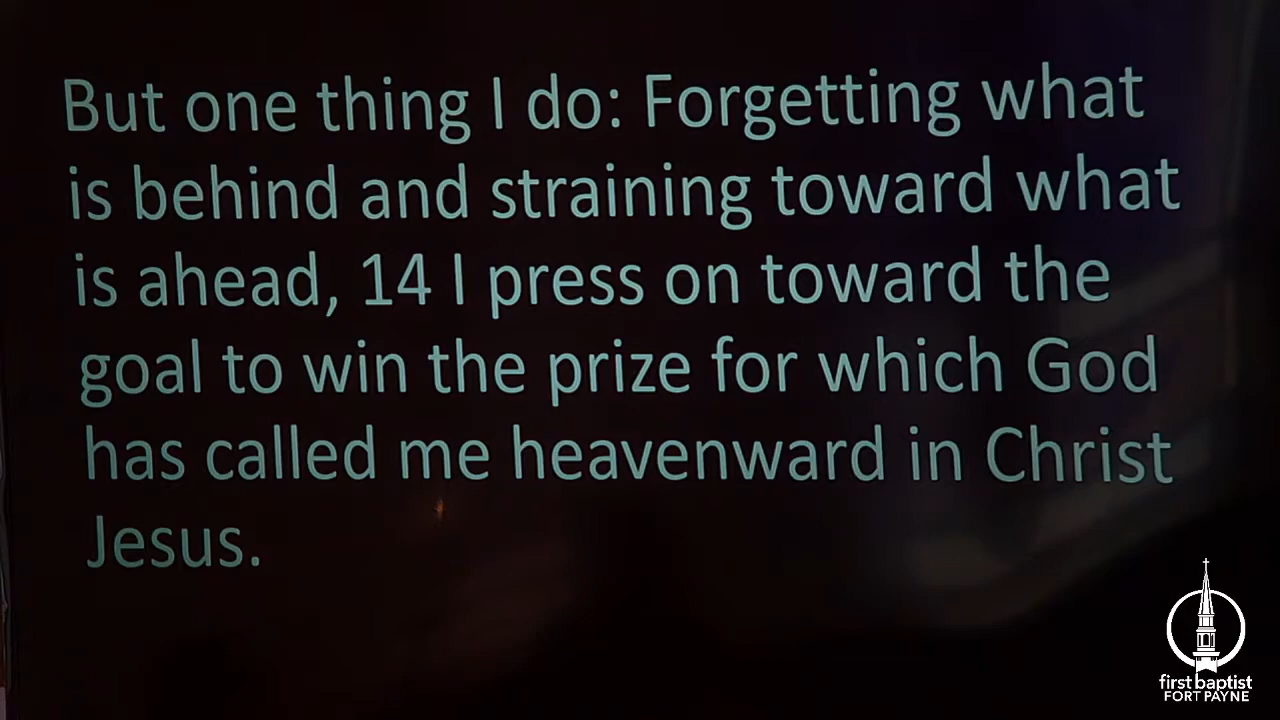 But one thing I do: Forgetting what
is behind and straining toward what
is ahead, 14 I press on toward the
goal to win the prize for which God
has called me heavenward in Christ
Jesus.
first baptist
FORT PAYNE